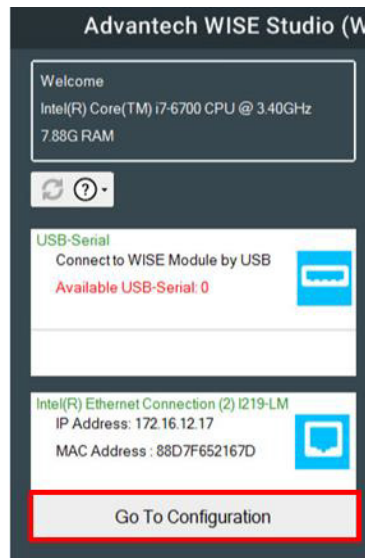 Advantech WISE Studio (W
Welcome
Intel(R) Core(TM) i7-6700 CPU @ 3.40GHz
7.88G RAM
USB-Serial
Connect to WISE Module by USB
Available USB-Serial: 0
Intel(R) Ethernet Connection (2) I219-LM
IP Address: 172.16.12.17
MAC Address : 88D7F652167D
Go To Configuration